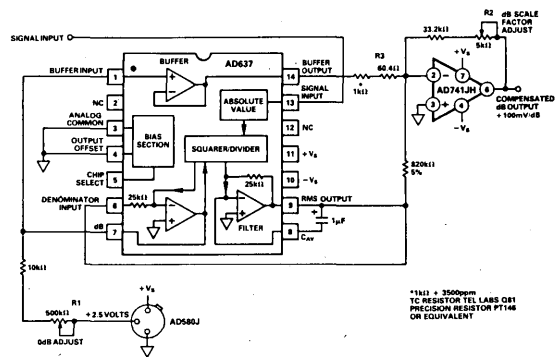 SIGNAL INPUT
BUFFER
AD637
BUFFER INPUT
1
14
BUFFER
OUTPUT
NC
2
13
SIGNAL
INPUT
ANALOG
COMMON
3
ABSOLUTE
VALUE
12
NC
OUTPUT
OFFSET
4
BIAS
SECTION
SQUARER/DIVIDER
11
+VS
CHIP
SELECT
5
10
-VS
DENOMINATOR
INPUT
6
25kΩ
25kΩ
9
RMS OUTPUT
dB
7
FILTER
8
CAV
+
1μF
R3
*
1kΩ
60.4Ω
33.2kΩ
R2
5kΩ
dB SCALE
FACTOR
ADJUST
+VS
2
7
AD741JH
6
3
4
-VS
COMPENSATED
dB OUTPUT
+ 100mV/dB
820kΩ
5%
10kΩ
R1
500kΩ
0dB ADJUST
+2.5 VOLTS
+VS
AD580J
*1kΩ + 3500ppm
TC RESISTOR TEL LABS Q81
PRECISION RESISTOR PT146
OR EQUIVALENT